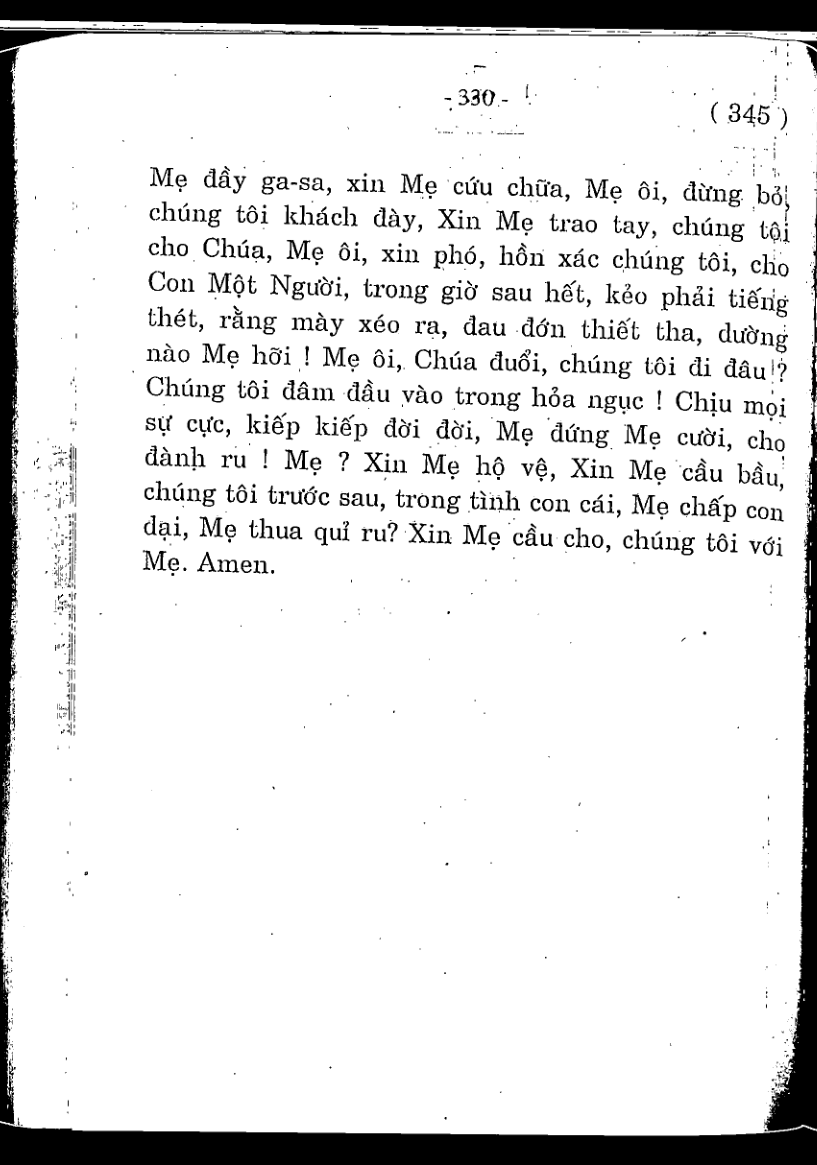 - 330 -
( 345 )
Mẹ đầy ga-sa, xin Mẹ cứu chữa, Mẹ ôi, đừng bỏ,
chúng tôi khách đày, Xin Mẹ trao tay, chúng tôi
cho Chúa, Mẹ ôi, xin phó, hồn xác chúng tôi, cho
Con Một Người, trong giờ sau hết, kẻo phải tiếng
thét, rằng mày xéo ra, đau đớn thiết tha, dường
nào Mẹ hỡi ! Mẹ ôi, Chúa đuổi, chúng tôi đi đâu ?
Chúng tôi đâm đầu vào trong hỏa ngục ! Chịu mọi
sự cực, kiếp kiếp đời đời, Mẹ đứng Mẹ cười, cho
đành ru ! Mẹ ? Xin Mẹ hộ vệ, Xin Mẹ cầu bầu,
chúng tôi trước sau, trong tình con cái, Mẹ chấp con
dại, Mẹ thua quỉ ru? Xin Mẹ cầu cho, chúng tôi với
Mẹ. Amen.